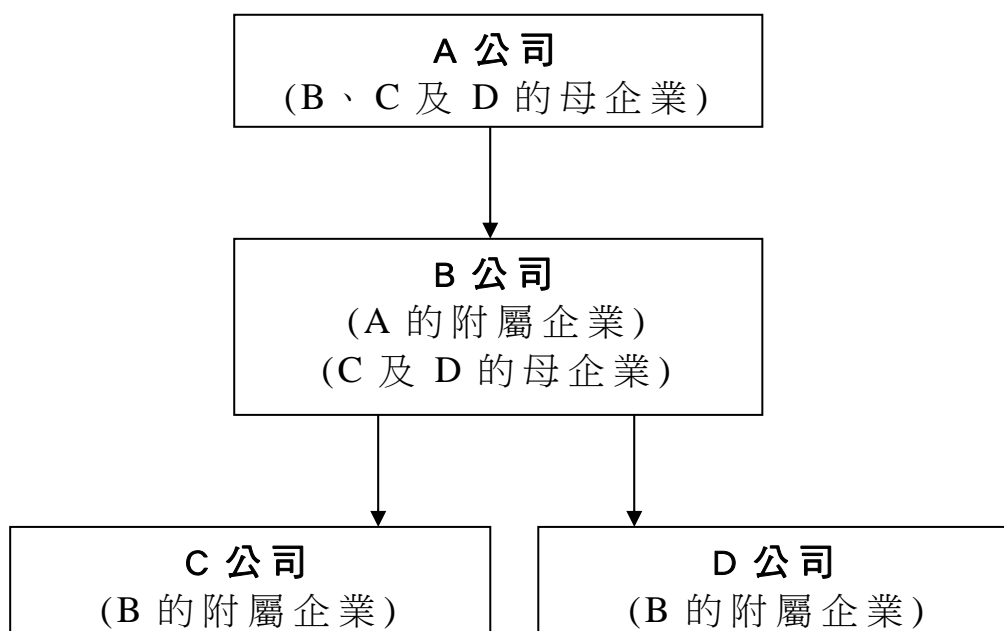 A 公司
(B、C 及 D 的母企業)
B 公司
(A 的附屬企業)
(C 及 D 的母企業)
C 公司
(B 的附屬企業)
D 公司
(B 的附屬企業)